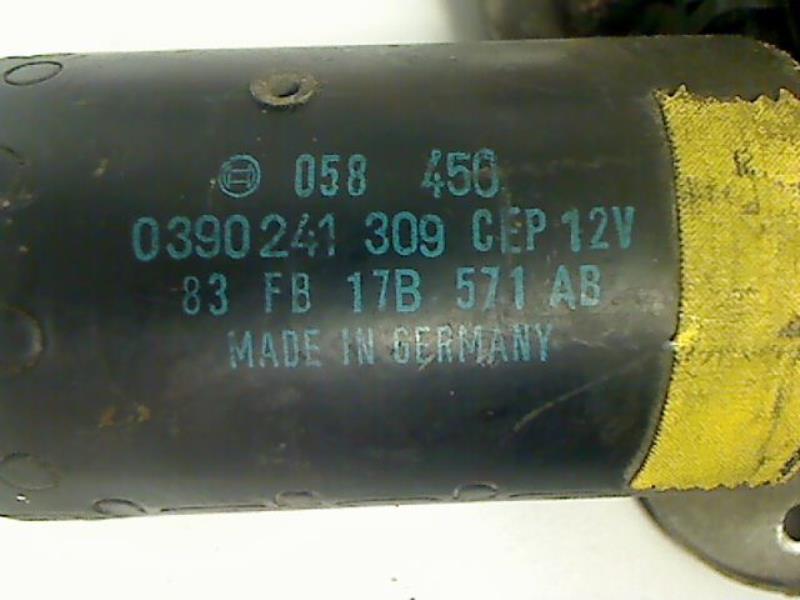 058 456
0390241 309 CEP 12V
83 FB 17B 571 AB
MADE IN GERMANY